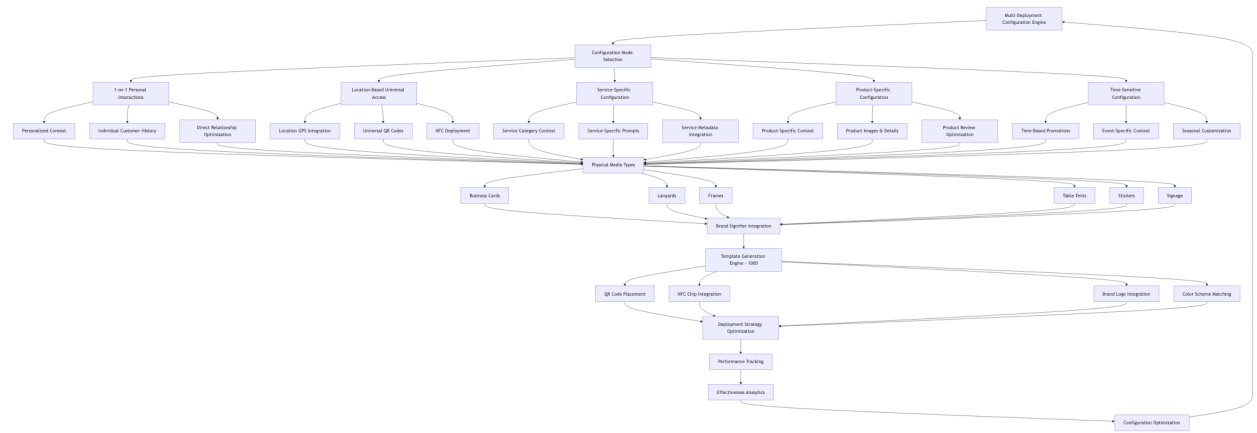 Multi-Deployment
Configuration Engine
Configuration Mode
Selection
1-on-1 Personal
Interactions
Location-Based Universal
Access
Service-Specific
Configuration
Product-Specific
Configuration
Time-Sensitive
Configuration
Personalized Context
Individual Customer History
Direct Relationship
Optimization
Location GPS Integration
Universal QR Codes
NFC Deployment
Service Category Context
Service-Specific Prompts
Service Metadata
Integration
Product-Specific Context
Product Images & Details
Product Review
Optimization
Time-Based Promotions
Event-Specific Context
Seasonal Customization
Physical Media Types
Business Cards
Lanyards
Frames
Table Tents
Stickers
Signage
Brand Signifier Integration
Template Generation
Engine - 1000
QR Code Placement
NFC Chip Integration
Brand Logo Integration
Color Scheme Matching
Deployment Strategy
Optimization
Performance Tracking
Effectiveness Analytics
Configuration Optimization